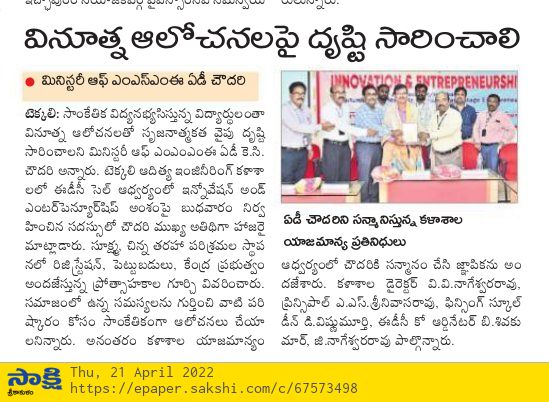 వినూత్న ఆలోచనలపై దృష్టి సారించాలి
● మినిస్టరీ ఆఫ్ ఎంఎస్ఎంఈ ఏడీ చౌదరి
టెక్కలి: సాంకేతిక విద్యనభ్యసిస్తున్న విద్యార్థులంతా
వినూత్న ఆలోచనలతో సృజనాత్మకత వైపు దృష్టి
సారించాలని మినిస్టరీ ఆఫ్ ఎంఎంఎంఈ ఏడీ కె.సి.
చౌదరి అన్నారు. టెక్కలి ఆదిత్య ఇంజినీరింగ్ కళాశా
లలో ఈడీసీ సెల్ ఆధ్వర్యంలో ఇన్నోవేషన్ అండ్
ఎంటర్‌పెన్యూర్‌షిప్ అంశంపై బుధవారం నిర్వ
హించిన సదస్సులో చౌదరి ముఖ్య అతిథిగా హాజరై
మాట్లాడారు. సూక్ష్మ, చిన్న తరహా పరిశ్రమల స్థాప
నలో రిజిస్ట్రేషన్, పెట్టుబడులు, కేంద్ర ప్రభుత్వం
అందజేస్తున్న ప్రోత్సాహకాల గూర్చి వివరించారు.
సమాజంలో ఉన్న సమస్యలను గుర్తించి వాటి పరి
ష్కారం కోసం సాంకేతికంగా ఆలోచనలు చేయా
లనిన్నారు. అనంతరం కళాశాల యాజమాన్యం
INNOVATION & ENTREPRENEURSHIP
ఏడీ చౌదరిని సన్మానిస్తున్న కళాశాల
యాజమాన్య ప్రతినిధులు
ఆధ్వర్యంలో చౌదరికి సన్మానం చేసి జ్ఞాపికను అం
దజేశారు. కళాశాల డైరెక్టర్ వి.వి.నాగేశ్వరరావు,
ప్రిన్సిపాల్ ఎ.ఎస్.శ్రీనివాసరావు, ఫినిషింగ్ స్కూల్
డీన్ డి.విష్ణుమూర్తి, ఈడీసీ కో ఆర్డినేటర్ బి.శివకు
మార్, జి.నాగేశ్వరరావు పాల్గొన్నారు.
సాక్షి
శ్రీకాకుళం
Thu, 21 April 2022
https://epaper.sakshi.com/c/67573498